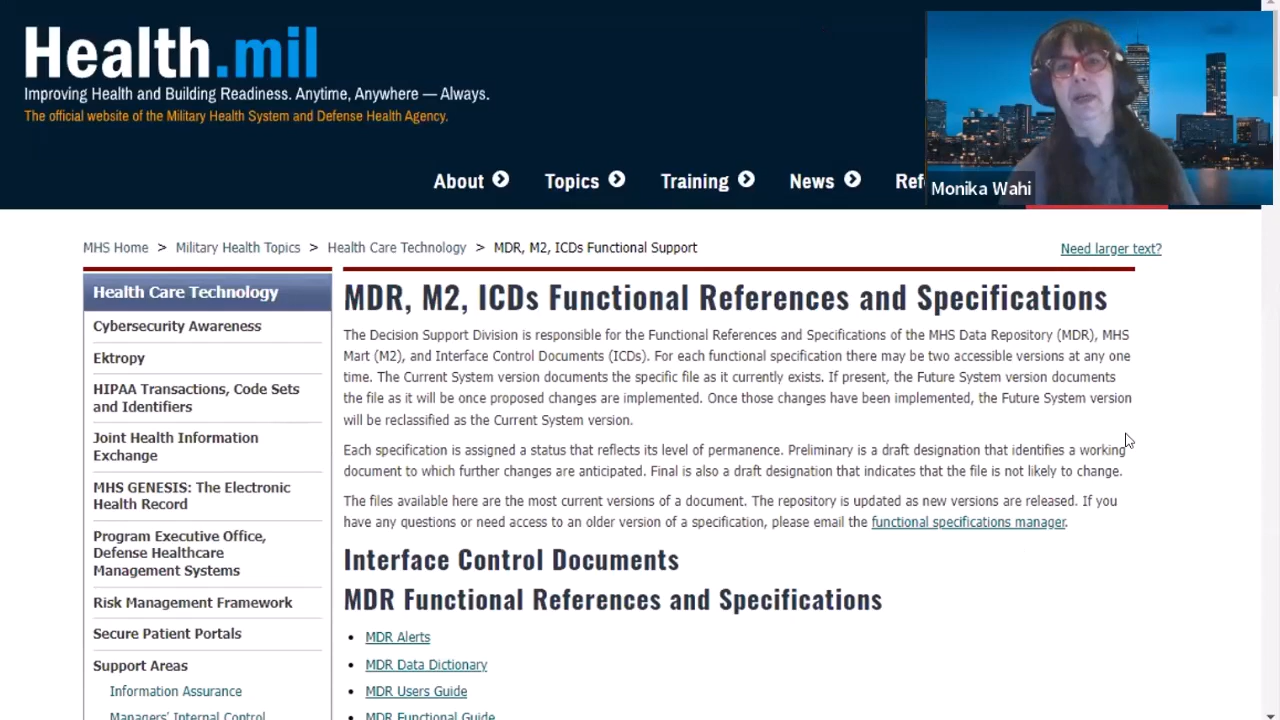 Health.mil
Improving Health and Building Readiness. Anytime, Anywhere — Always.
The official website of the Military Health System and Defense Health Agency.
About
Topics
Training
News
Ref
Monika Wahi
MHS Home > Military Health Topics > Health Care Technology > MDR, M2, ICDs Functional Support
Need larger text?
Health Care Technology
Cybersecurity Awareness
Ektropy
HIPAA Transactions, Code Sets
and Identifiers
Joint Health Information
Exchange
MHS GENESIS: The Electronic
Health Record
Program Executive Office,
Defense Healthcare
Management Systems
Risk Management Framework
Secure Patient Portals
Support Areas
Information Assurance
Managers' Internal Control
MDR, M2, ICDs Functional References and Specifications
The Decision Support Division is responsible for the Functional References and Specifications of the MHS Data Repository (MDR), MHS
Mart (M2), and Interface Control Documents (ICDs). For each functional specification there may be two accessible versions at any one
time. The Current System version documents the specific file as it currently exists. If present, the Future System version documents
the file as it will be once proposed changes are implemented. Once those changes have been implemented, the Future System version
will be reclassified as the Current System version.
Each specification is assigned a status that reflects its level of permanence. Preliminary is a draft designation that identifies a working
document to which further changes are anticipated. Final is also a draft designation that indicates that the file is not likely to change.
The files available here are the most current versions of a document. The repository is updated as new versions are released. If you
have any questions or need access to an older version of a specification, please email the functional specifications manager.
Interface Control Documents
MDR Functional References and Specifications
• MDR Alerts
• MDR Data Dictionary
• MDR Users Guide
• MDR Functional Guide